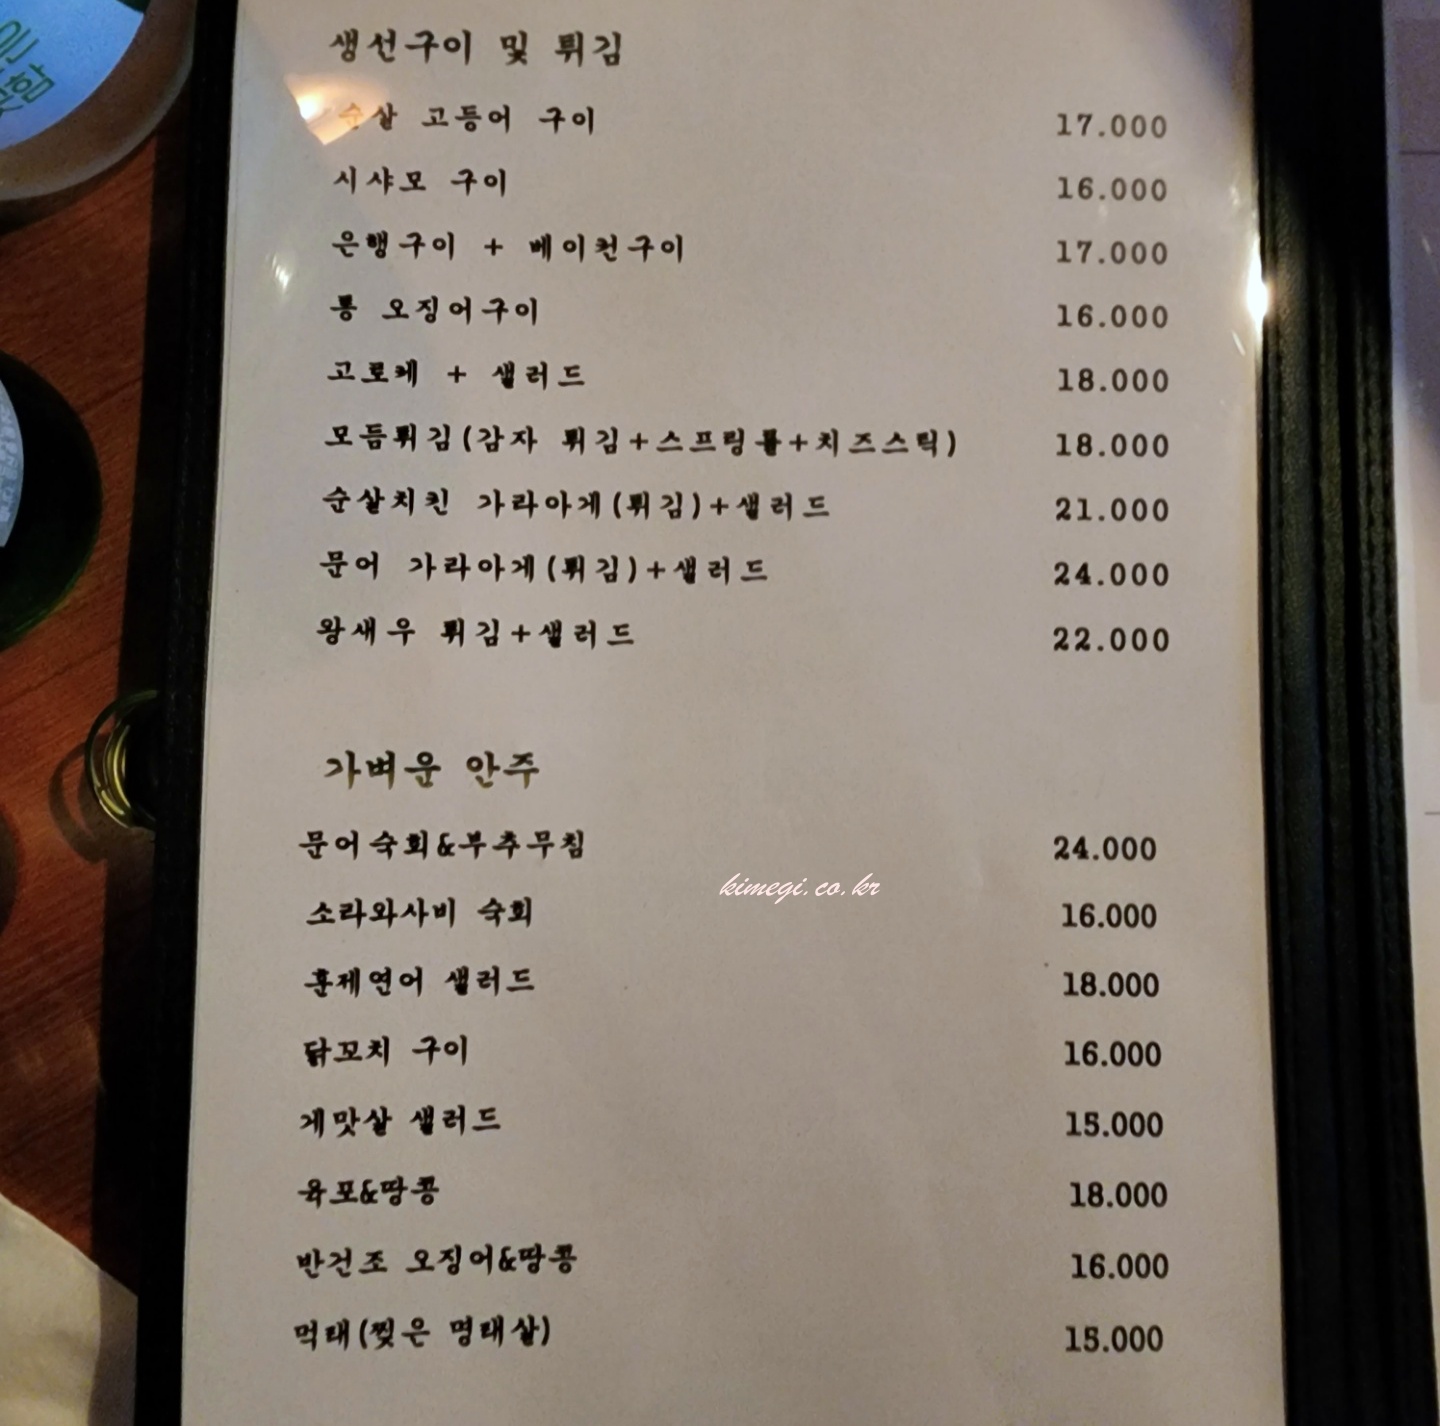 생선구이 및 튀김
순살 고등어 구이 17.000
시샤모 구이 16.000
은행구이 + 베이컨구이 17.000
통 오징어구이 16.000
고로케 + 샐러드 18.000
모듬튀김(감자 튀김+스프링롤+치즈스틱) 18.000
순살치킨 가라아게(튀김)+샐러드 21.000
문어 가라아게(튀김)+샐러드 24.000
왕새우 튀김+샐러드 22.000
가벼운 안주
문어숙회&부추무침 24.000
kimegi.co.kr
소라와사비 숙회 16.000
훈제연어 샐러드 18.000
닭꼬치 구이 16.000
게맛살 샐러드 15.000
육포&땅콩 18.000
반건조 오징어&땅콩 16.000
먹태(찢은 명태살) 15.000